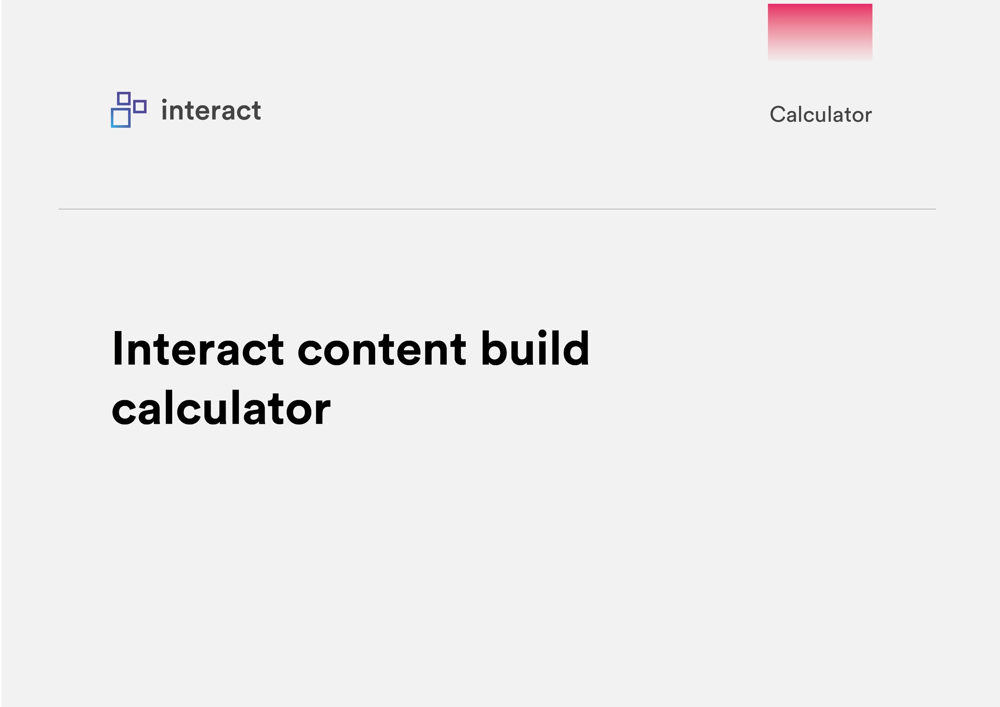 interact
Calculator
Interact content build
calculator